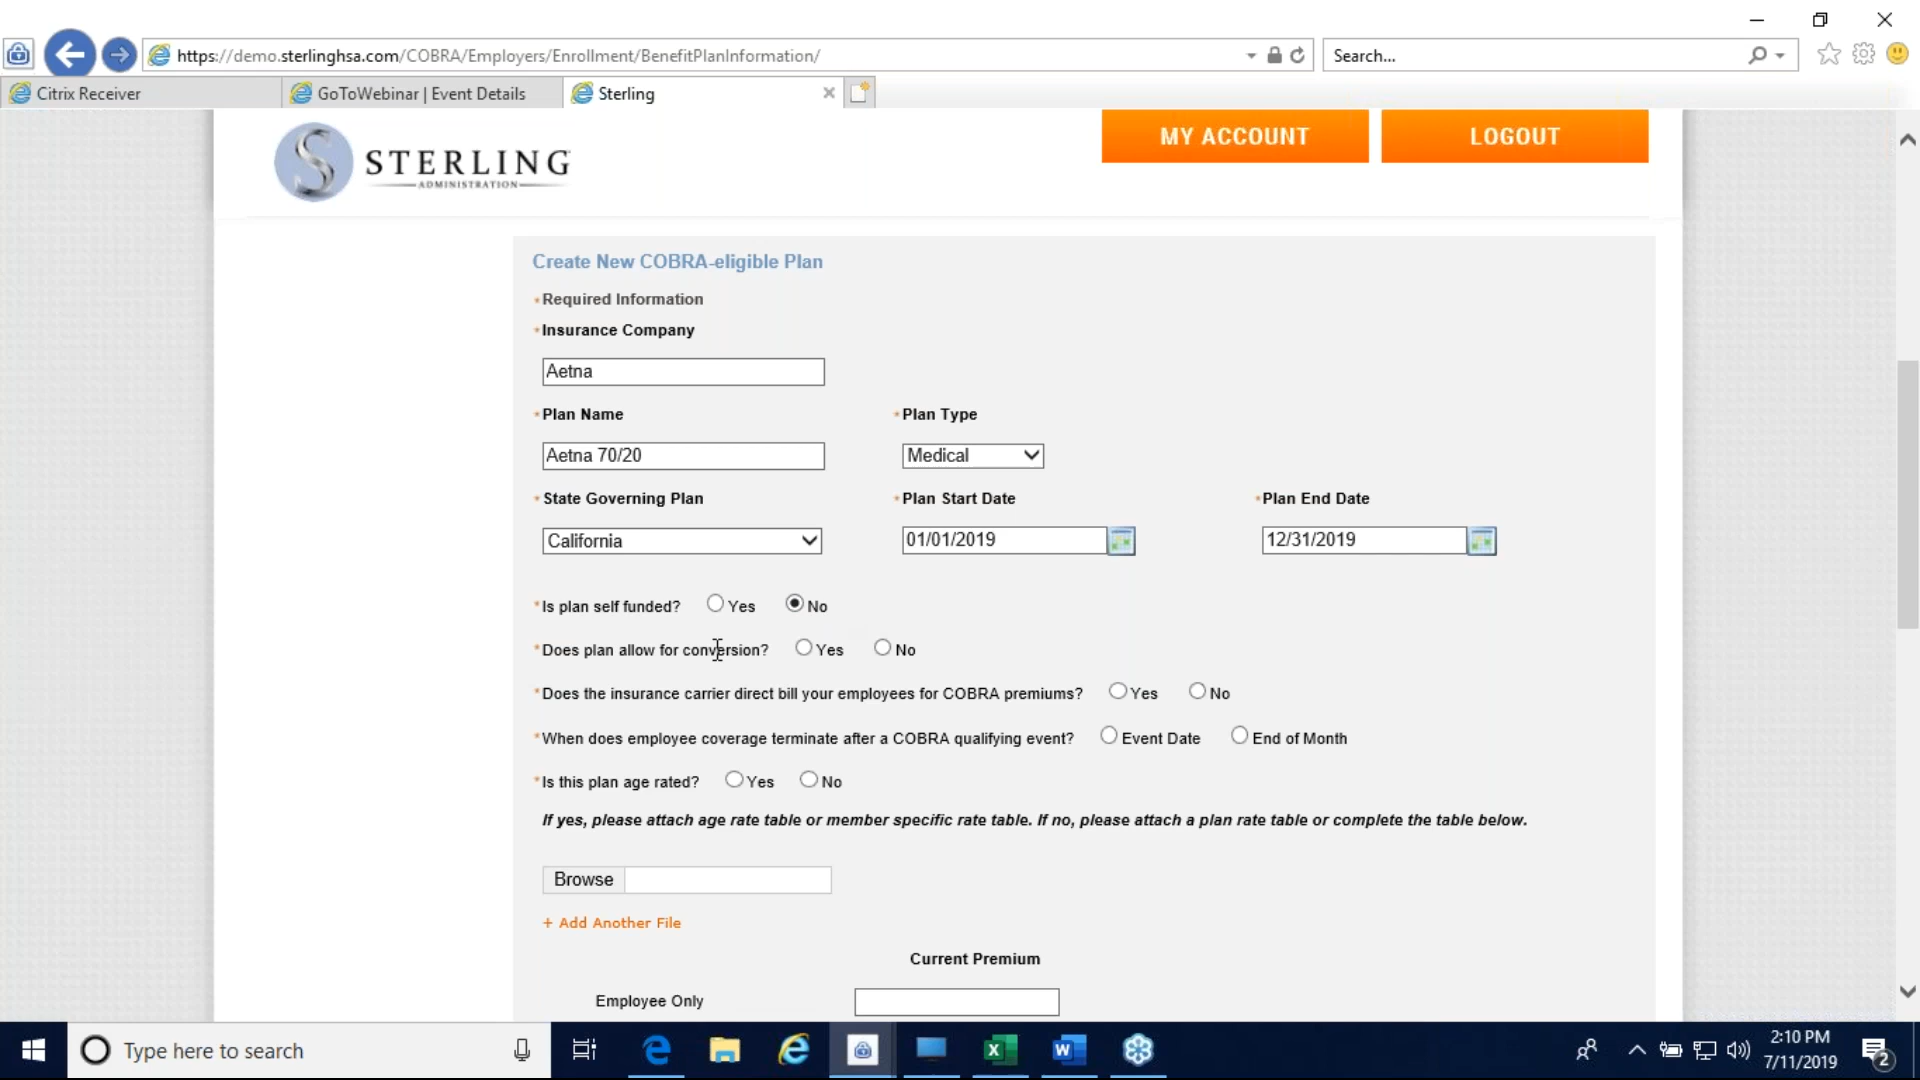 https://demo.sterlinghsa.com/COBRA/Employers/Enrollment/BenefitPlanInformation/
Search...
Citrix Receiver
GoToWebinar | Event Details
Sterling
S STERLING
ADMINISTRATION
MY ACCOUNT
LOGOUT
Create New COBRA-eligible Plan
*Required Information
*Insurance Company
Aetna
*Plan Name
*Plan Type
Aetna 70/20
Medical
*State Governing Plan
*Plan Start Date
*Plan End Date
California
01/01/2019
12/31/2019
*Is plan self funded? Yes No
*Does plan allow for conversion? Yes No
*Does the insurance carrier direct bill your employees for COBRA premiums? Yes No
*When does employee coverage terminate after a COBRA qualifying event? Event Date End of Month
*Is this plan age rated? Yes No
If yes, please attach age rate table or member specific rate table. If no, please attach a plan rate table or complete the table below.
Browse
+ Add Another File
Current Premium
Employee Only
Type here to search
2:10 PM
7/11/2019
2